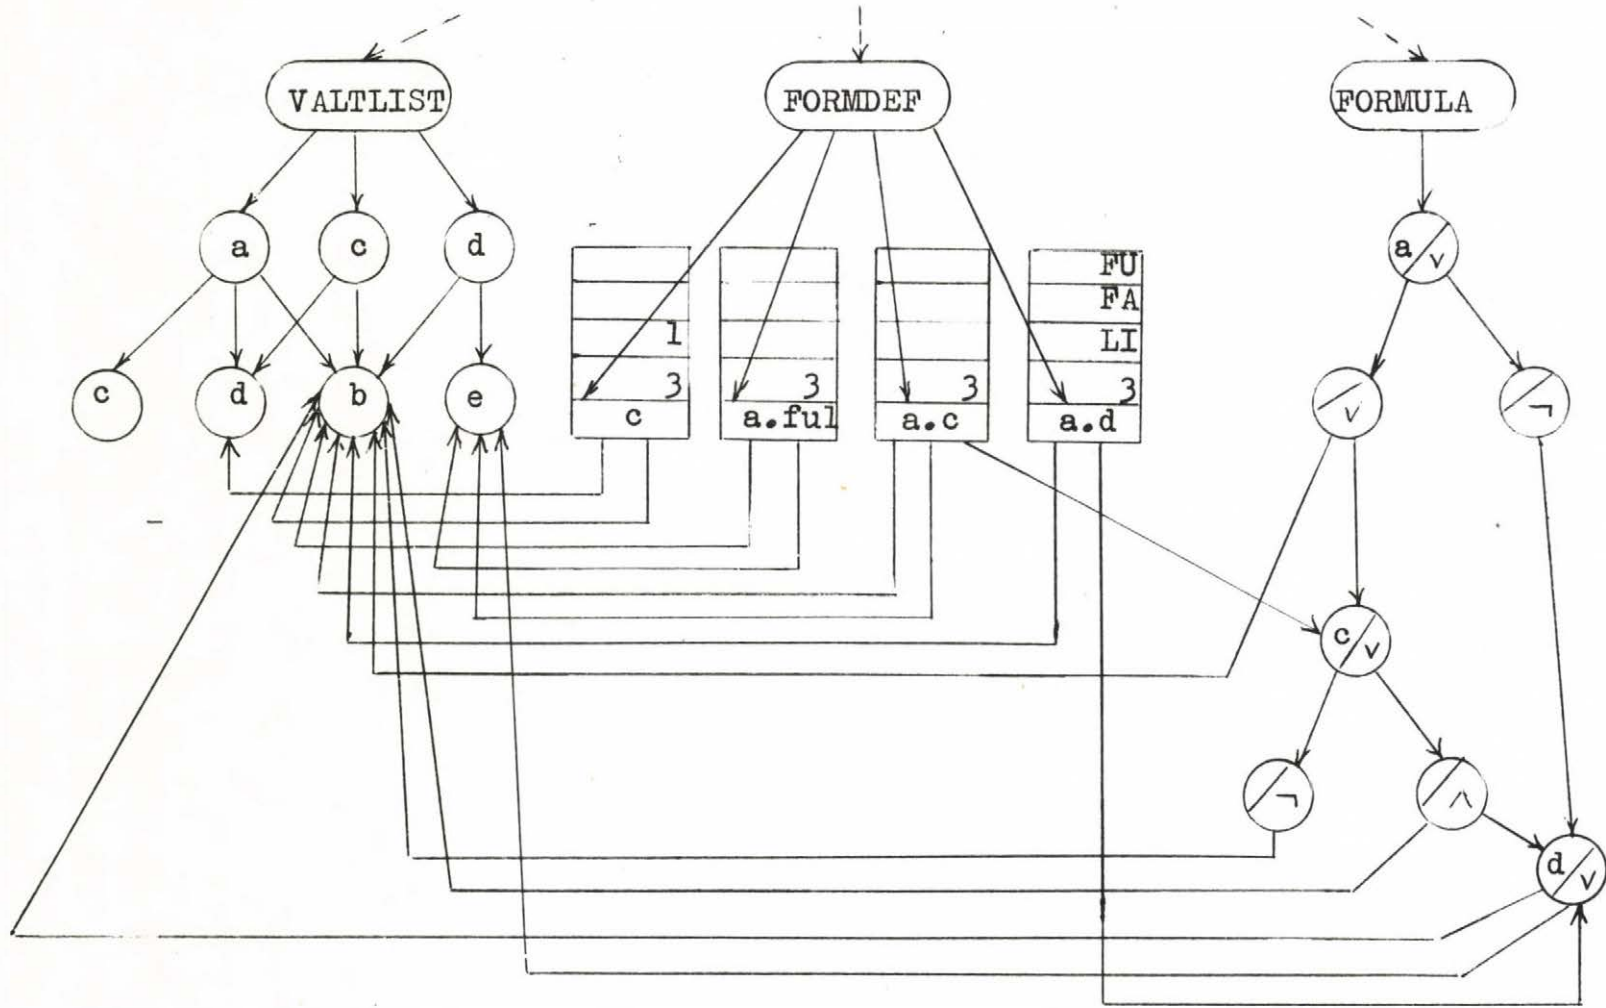 VALTLIST FORMDEF FORMULA
a c d a/v
FU
FA
1 LI
c d b e 3 3 3 3 /v /¬
c a.ful a.c a.d
c/v
/¬ /^
d/v